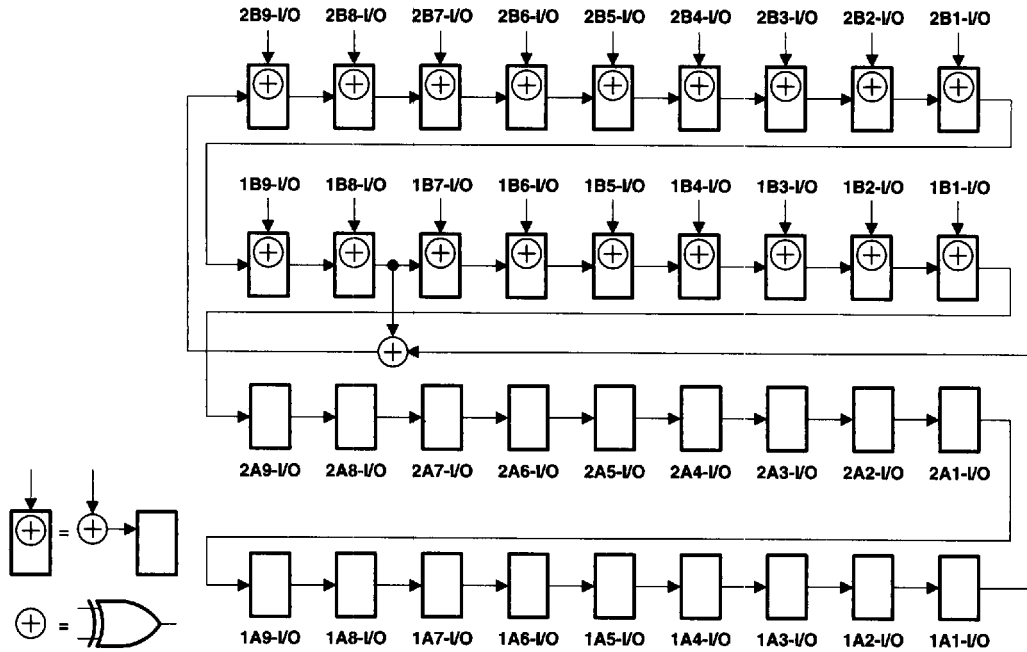 2B9-I/O 2B8-I/O 2B7-I/O 2B6-I/O 2B5-I/O 2B4-I/O 2B3-I/O 2B2-I/O 2B1-I/O
1B9-I/O 1B8-I/O 1B7-I/O 1B6-I/O 1B5-I/O 1B4-I/O 1B3-I/O 1B2-I/O 1B1-I/O
2A9-I/O 2A8-I/O 2A7-I/O 2A6-I/O 2A5-I/O 2A4-I/O 2A3-I/O 2A2-I/O 2A1-I/O
=
=
1A9-I/O 1A8-I/O 1A7-I/O 1A6-I/O 1A5-I/O 1A4-I/O 1A3-I/O 1A2-I/O 1A1-I/O